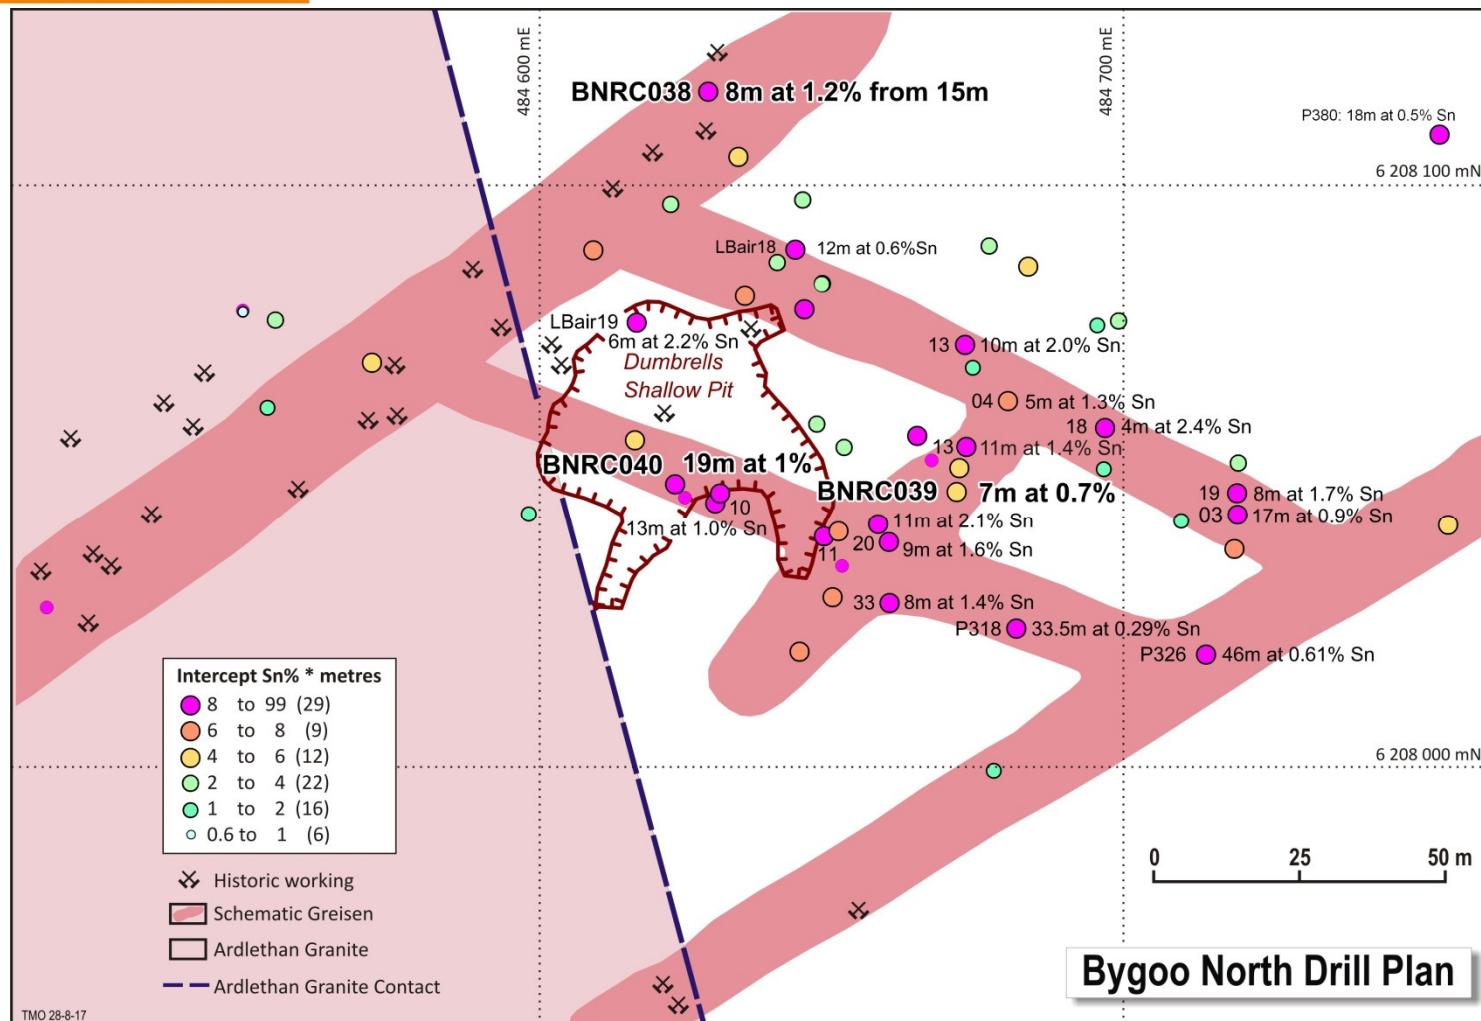 484 600 mE
484 700 mE
BNRC038 8m at 1.2% from 15m
P380: 18m at 0.5% Sn
6 208 100 mN
LBair18 12m at 0.6%Sn
LBair19
6m at 2.2% Sn
Dumbrells
Shallow Pit
13 10m at 2.0% Sn
04 5m at 1.3% Sn
18 4m at 2.4% Sn
13 11m at 1.4% Sn
BNRC040 19m at 1%
BNRC039 7m at 0.7%
19 8m at 1.7% Sn
03 17m at 0.9% Sn
10
13m at 1.0% Sn
11m at 2.1% Sn
11
20 9m at 1.6% Sn
33 8m at 1.4% Sn
P318 33.5m at 0.29% Sn
P326 46m at 0.61% Sn
Intercept Sn% * metres
8 to 99 (29)
6 to 8 (9)
4 to 6 (12)
2 to 4 (22)
1 to 2 (16)
0.6 to 1 (6)
6 208 000 mN
0 25 50 m
Historic working
Schematic Greisen
Ardlethan Granite
Ardlethan Granite Contact
Bygoo North Drill Plan
TMO 28-8-17